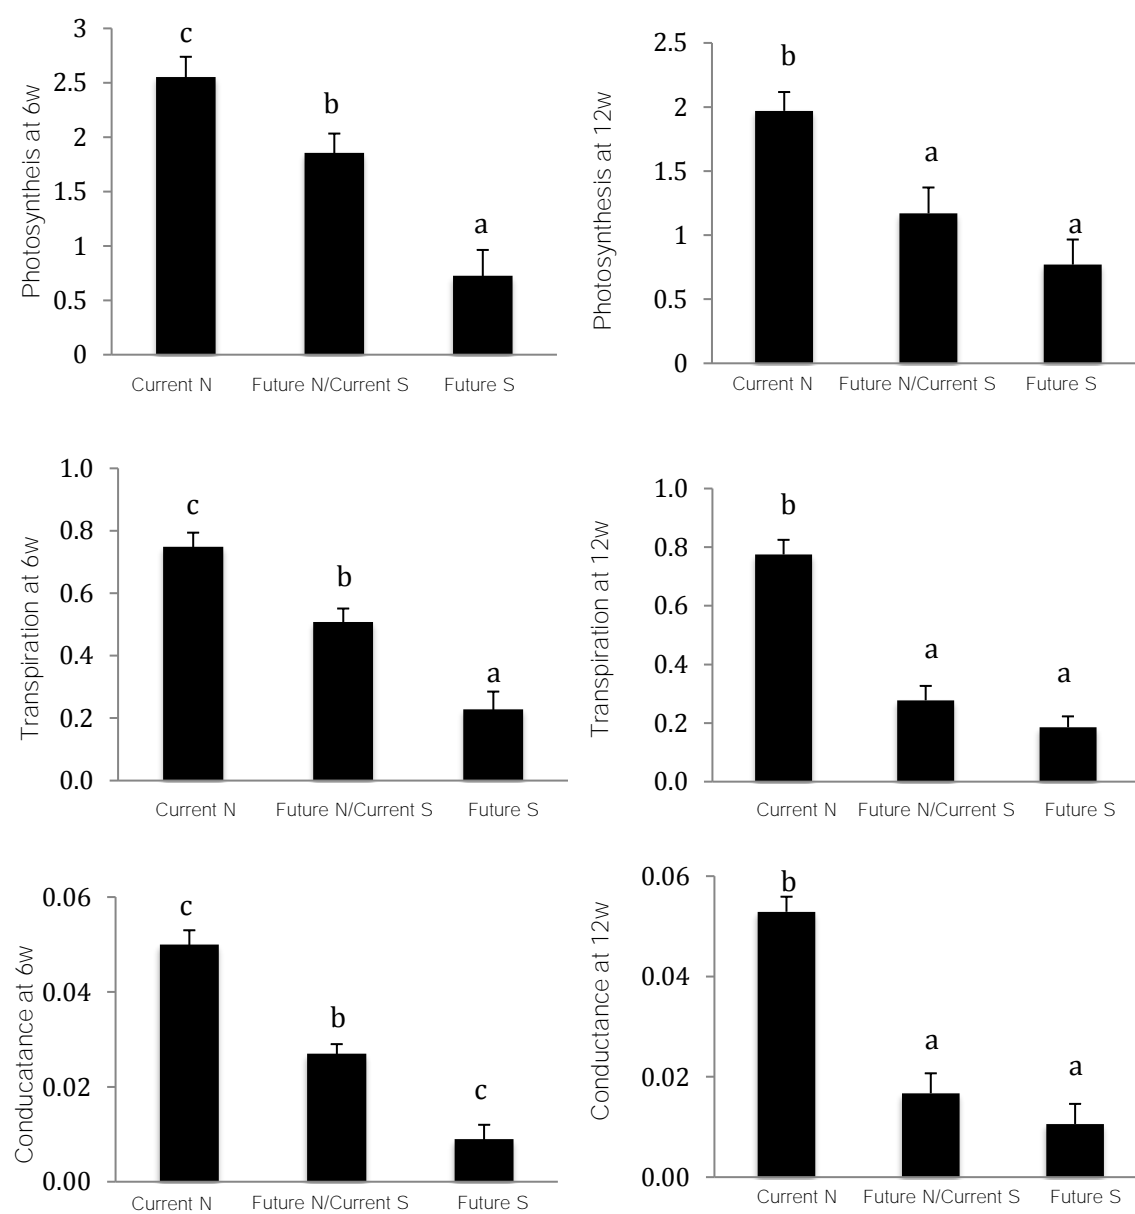 Photosyntheis at 6w
3
2.5
2
1.5
1
0.5
0
c
b
a
Current N Future N/Current S Future S
Photosynthesis at 12w
2.5
2
1.5
1
0.5
0
b
a
a
Current N Future N/Current S Future S
Transpiration at 6w
1.0
0.8
0.6
0.4
0.2
0.0
c
b
a
Current N Future N/Current S Future S
Transpiration at 12w
1.0
0.8
0.6
0.4
0.2
0.0
b
a
a
Current N Future N/Current S Future S
Conducatance at 6w
0.06
0.04
0.02
0.00
c
b
c
Current N Future N/Current S Future S
Conductance at 12w
0.06
0.04
0.02
0.00
b
a
a
Current N Future N/Current S Future S